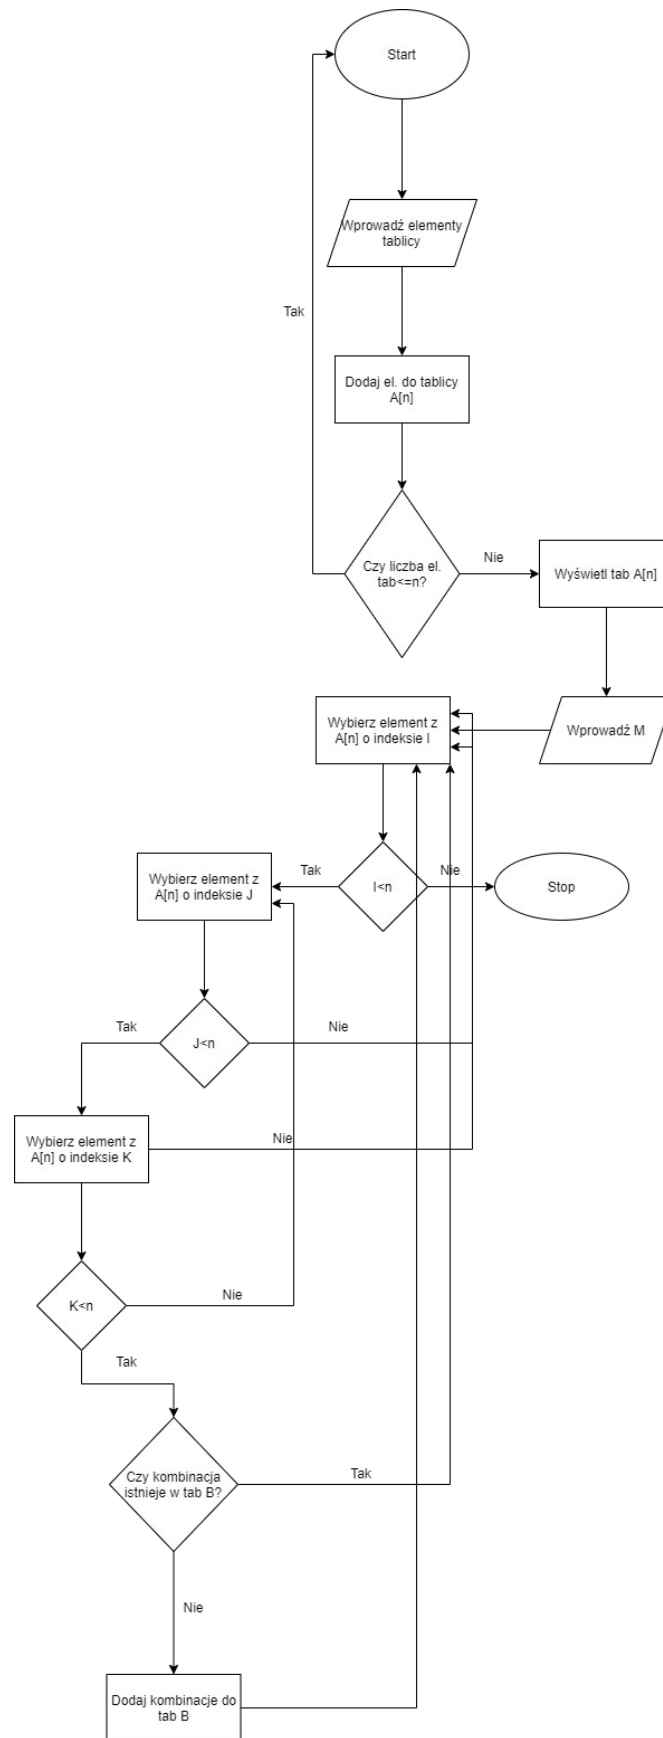 Start
Wprowadź elementy
tablicy
Tak
Dodaj el. do tablicy
A[n]
Czy liczba el.
tab<=n?
Nie
Wyświetl tab A[n]
Wybierz element z
A[n] o indeksie I
Wprowadź M
Wybierz element z
A[n] o indeksie J
Tak
I<n
Nie
Stop
Tak
J<n
Nie
Wybierz element z
A[n] o indeksie K
Nie
K<n
Nie
Tak
Czy kombinacja
istnieje w tab B?
Tak
Nie
Dodaj kombinacje do
tab B